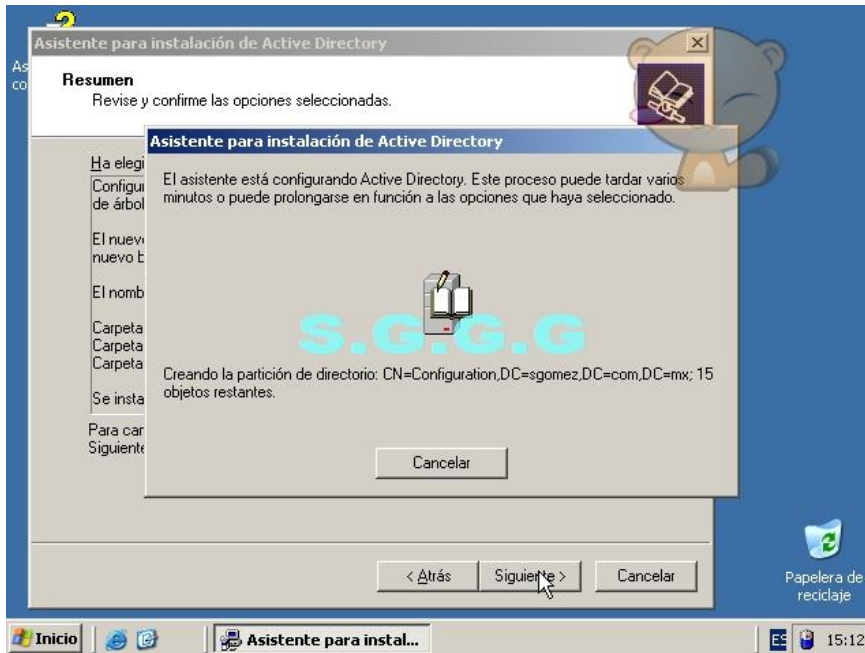 Asistente para instalación de Active Directory
Resumen
Revise y confirme las opciones seleccionadas.
Asistente para instalación de Active Directory
El asistente está configurando Active Directory. Este proceso puede tardar varios
minutos o puede prolongarse en función a las opciones que haya seleccionado.
Ha elegi
Configur
de árbol
El nuev
nuevo b
El nomb
Carpeta
Carpeta
Carpeta
Se insta
Para car
Siguiente
S.G.G.G
Creando la partición de directorio: CN=Configuration,DC=sgomez,DC=com,DC=mx; 15
objetos restantes.
Cancelar
< Atrás
Siguiente >
Cancelar
As
co
Papelera de
reciclaje
Inicio
Asistente para instal...
ES
15:12